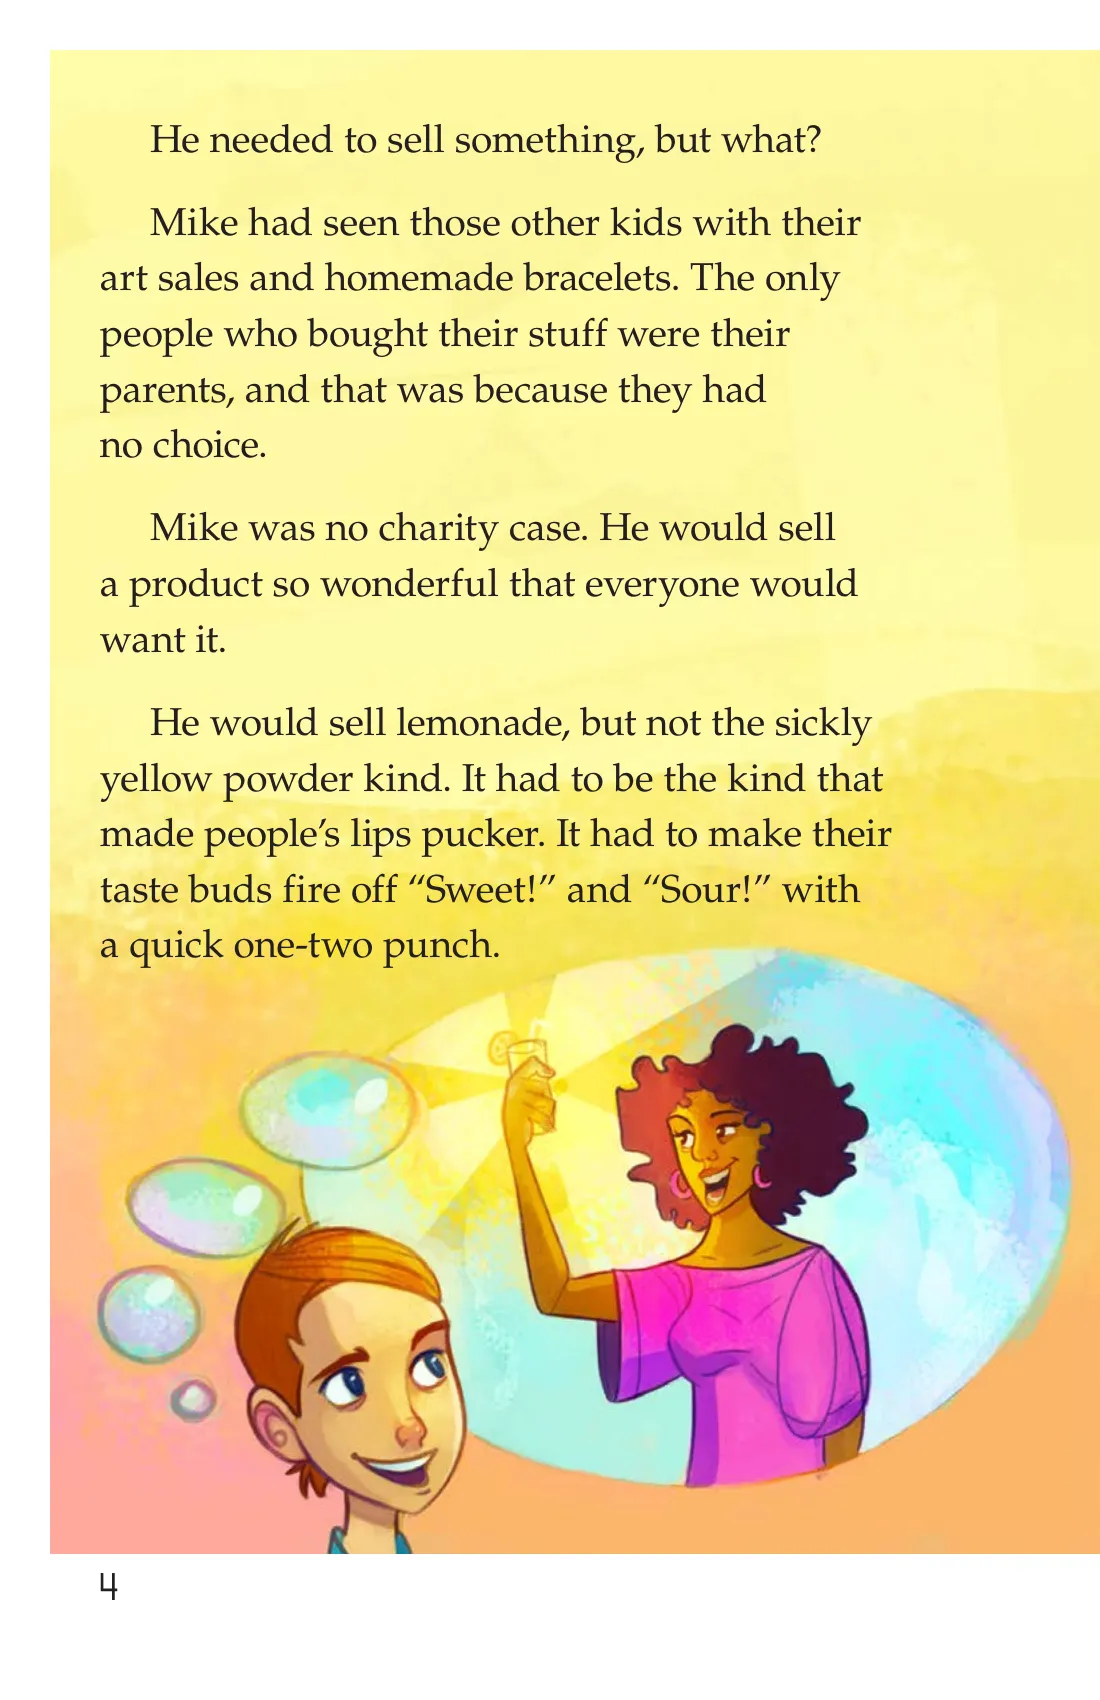 He needed to sell something, but what?
Mike had seen those other kids with their
art sales and homemade bracelets. The only
people who bought their stuff were their
parents, and that was because they had
no choice.
Mike was no charity case. He would sell
a product so wonderful that everyone would
want it.
He would sell lemonade, but not the sickly
yellow powder kind. It had to be the kind that
made people’s lips pucker. It had to make their
taste buds fire off “Sweet!” and “Sour!” with
a quick one-two punch.
4